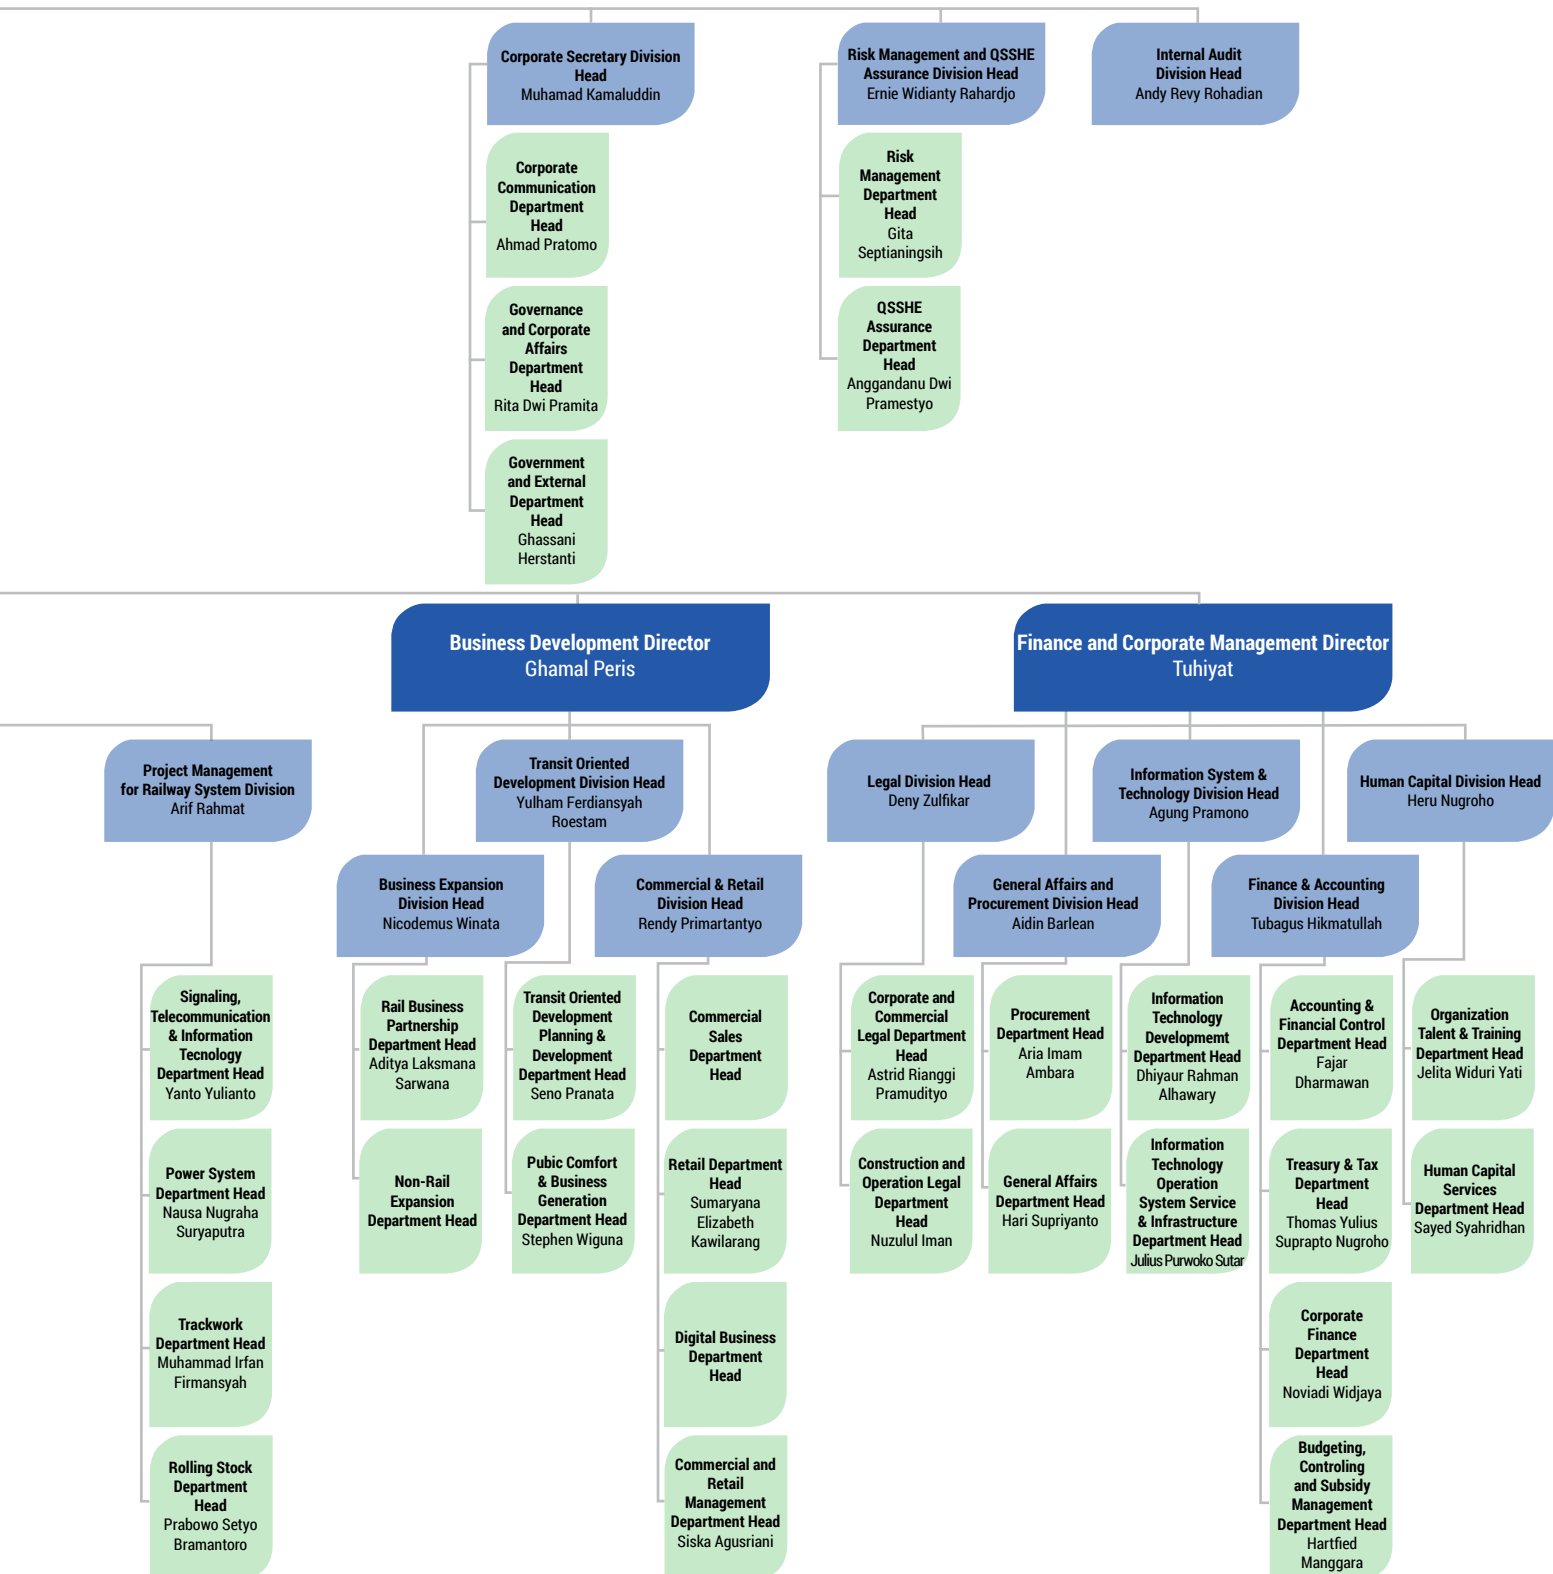 Corporate Secretary Division
Head
Muhamad Kamaluddin
Risk Management and QSSHE
Assurance Division Head
Ernie Widianty Rahardjo
Internal Audit
Division Head
Andy Revy Rohadian
Corporate
Communication
Department
Head
Ahmad Pratomo
Risk
Management
Department
Head
Gita
Septianingsih
Governance
and Corporate
Affairs
Department
Head
Rita Dwi Pramita
QSSHE
Assurance
Department
Head
Anggandanu Dwi
Pramestyo
Government
and External
Department
Head
Ghassani
Herstanti
Business Development Director
Ghamal Peris
Finance and Corporate Management Director
Tuhiyat
Project Management
for Railway System Division
Arif Rahmat
Transit Oriented
Development Division Head
Yulham Ferdiansyah
Roestam
Legal Division Head
Deny Zulfikar
Information System &
Technology Division Head
Agung Pramono
Human Capital Division Head
Heru Nugroho
Business Expansion
Division Head
Nicodemus Winata
Commercial & Retail
Division Head
Rendy Primartantyo
General Affairs and
Procurement Division Head
Aidin Barlean
Finance & Accounting
Division Head
Tubagus Hikmatullah
Signaling,
Telecommunication
& Information
Tecnology
Department Head
Yanto Yulianto
Rail Business
Partnership
Department Head
Aditya Laksmana
Sarwana
Transit Oriented
Development
Planning &
Development
Department Head
Seno Pranata
Commercial
Sales
Department
Head
Corporate and
Commercial
Legal Department
Head
Astrid Rianggi
Pramudityo
Procurement
Department Head
Aria Imam
Ambara
Information
Technology
Developmemt
Department Head
Dhiyaur Rahman
Alhawary
Accounting &
Financial Control
Department Head
Fajar
Dharmawan
Organization
Talent & Training
Department Head
Jelita Widuri Yati
Power System
Department Head
Nausa Nugraha
Suryaputra
Non-Rail
Expansion
Department Head
Pubic Comfort
& Business
Generation
Department Head
Stephen Wiguna
Retail Department
Head
Sumaryana
Elizabeth
Kawilarang
Construction and
Operation Legal
Department
Head
Nuzulul Iman
General Affairs
Department Head
Hari Supriyanto
Information
Technology
Operation
System Service
& Infrastructure
Department Head
Julius Purwoko Sutar
Treasury & Tax
Department
Head
Thomas Yulius
Suprapto Nugroho
Human Capital
Services
Department Head
Sayed Syahridhan
Trackwork
Department Head
Muhammad Irfan
Firmansyah
Digital Business
Department
Head
Corporate
Finance
Department
Head
Noviadi Widjaya
Rolling Stock
Department
Head
Prabowo Setyo
Bramantoro
Commercial and
Retail
Management
Department Head
Siska Agusriani
Budgeting,
Controling
and Subsidy
Management
Department Head
Hartfied
Manggara